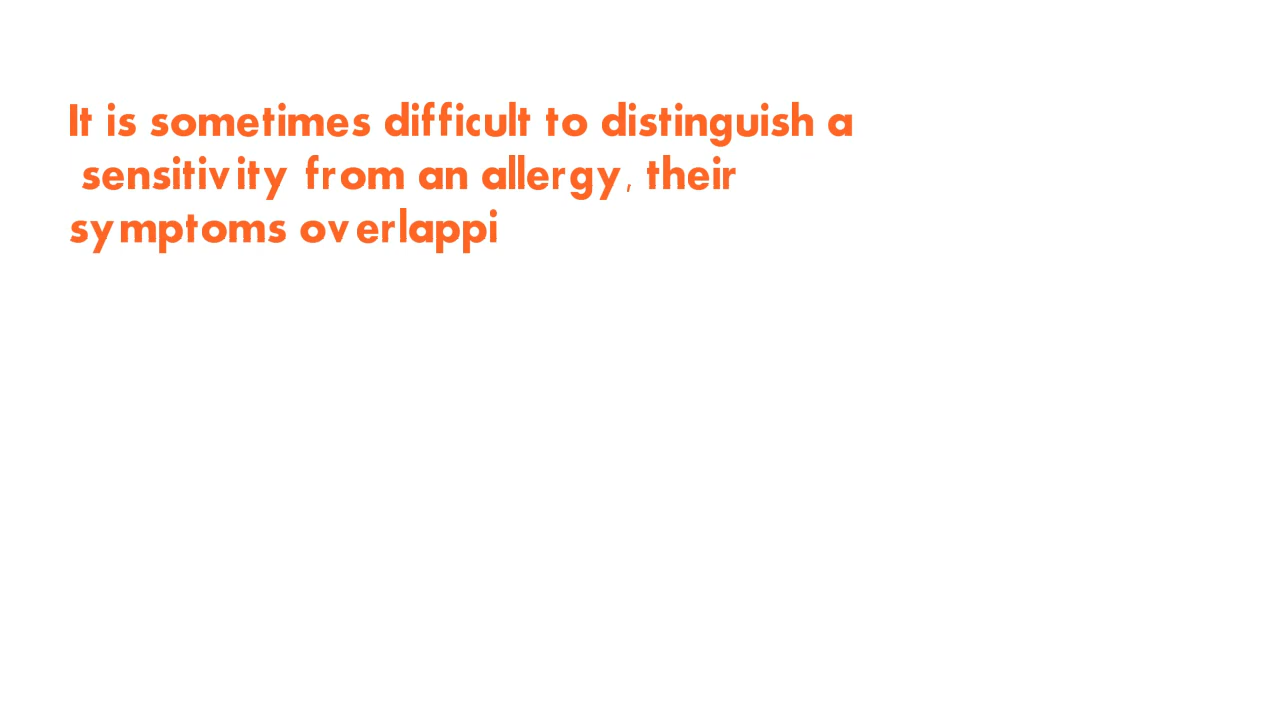 It is sometimes difficult to distinguish a
sensitivity from an allergy, their
symptoms overlappi